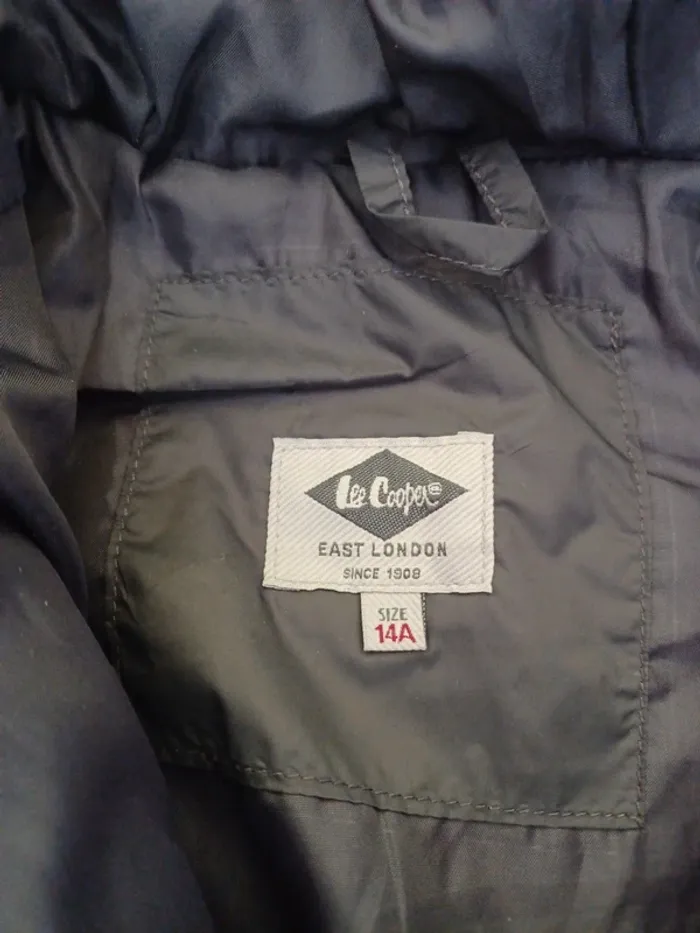 Lee Cooper
EAST LONDON
SINCE 1908
SIZE
14A